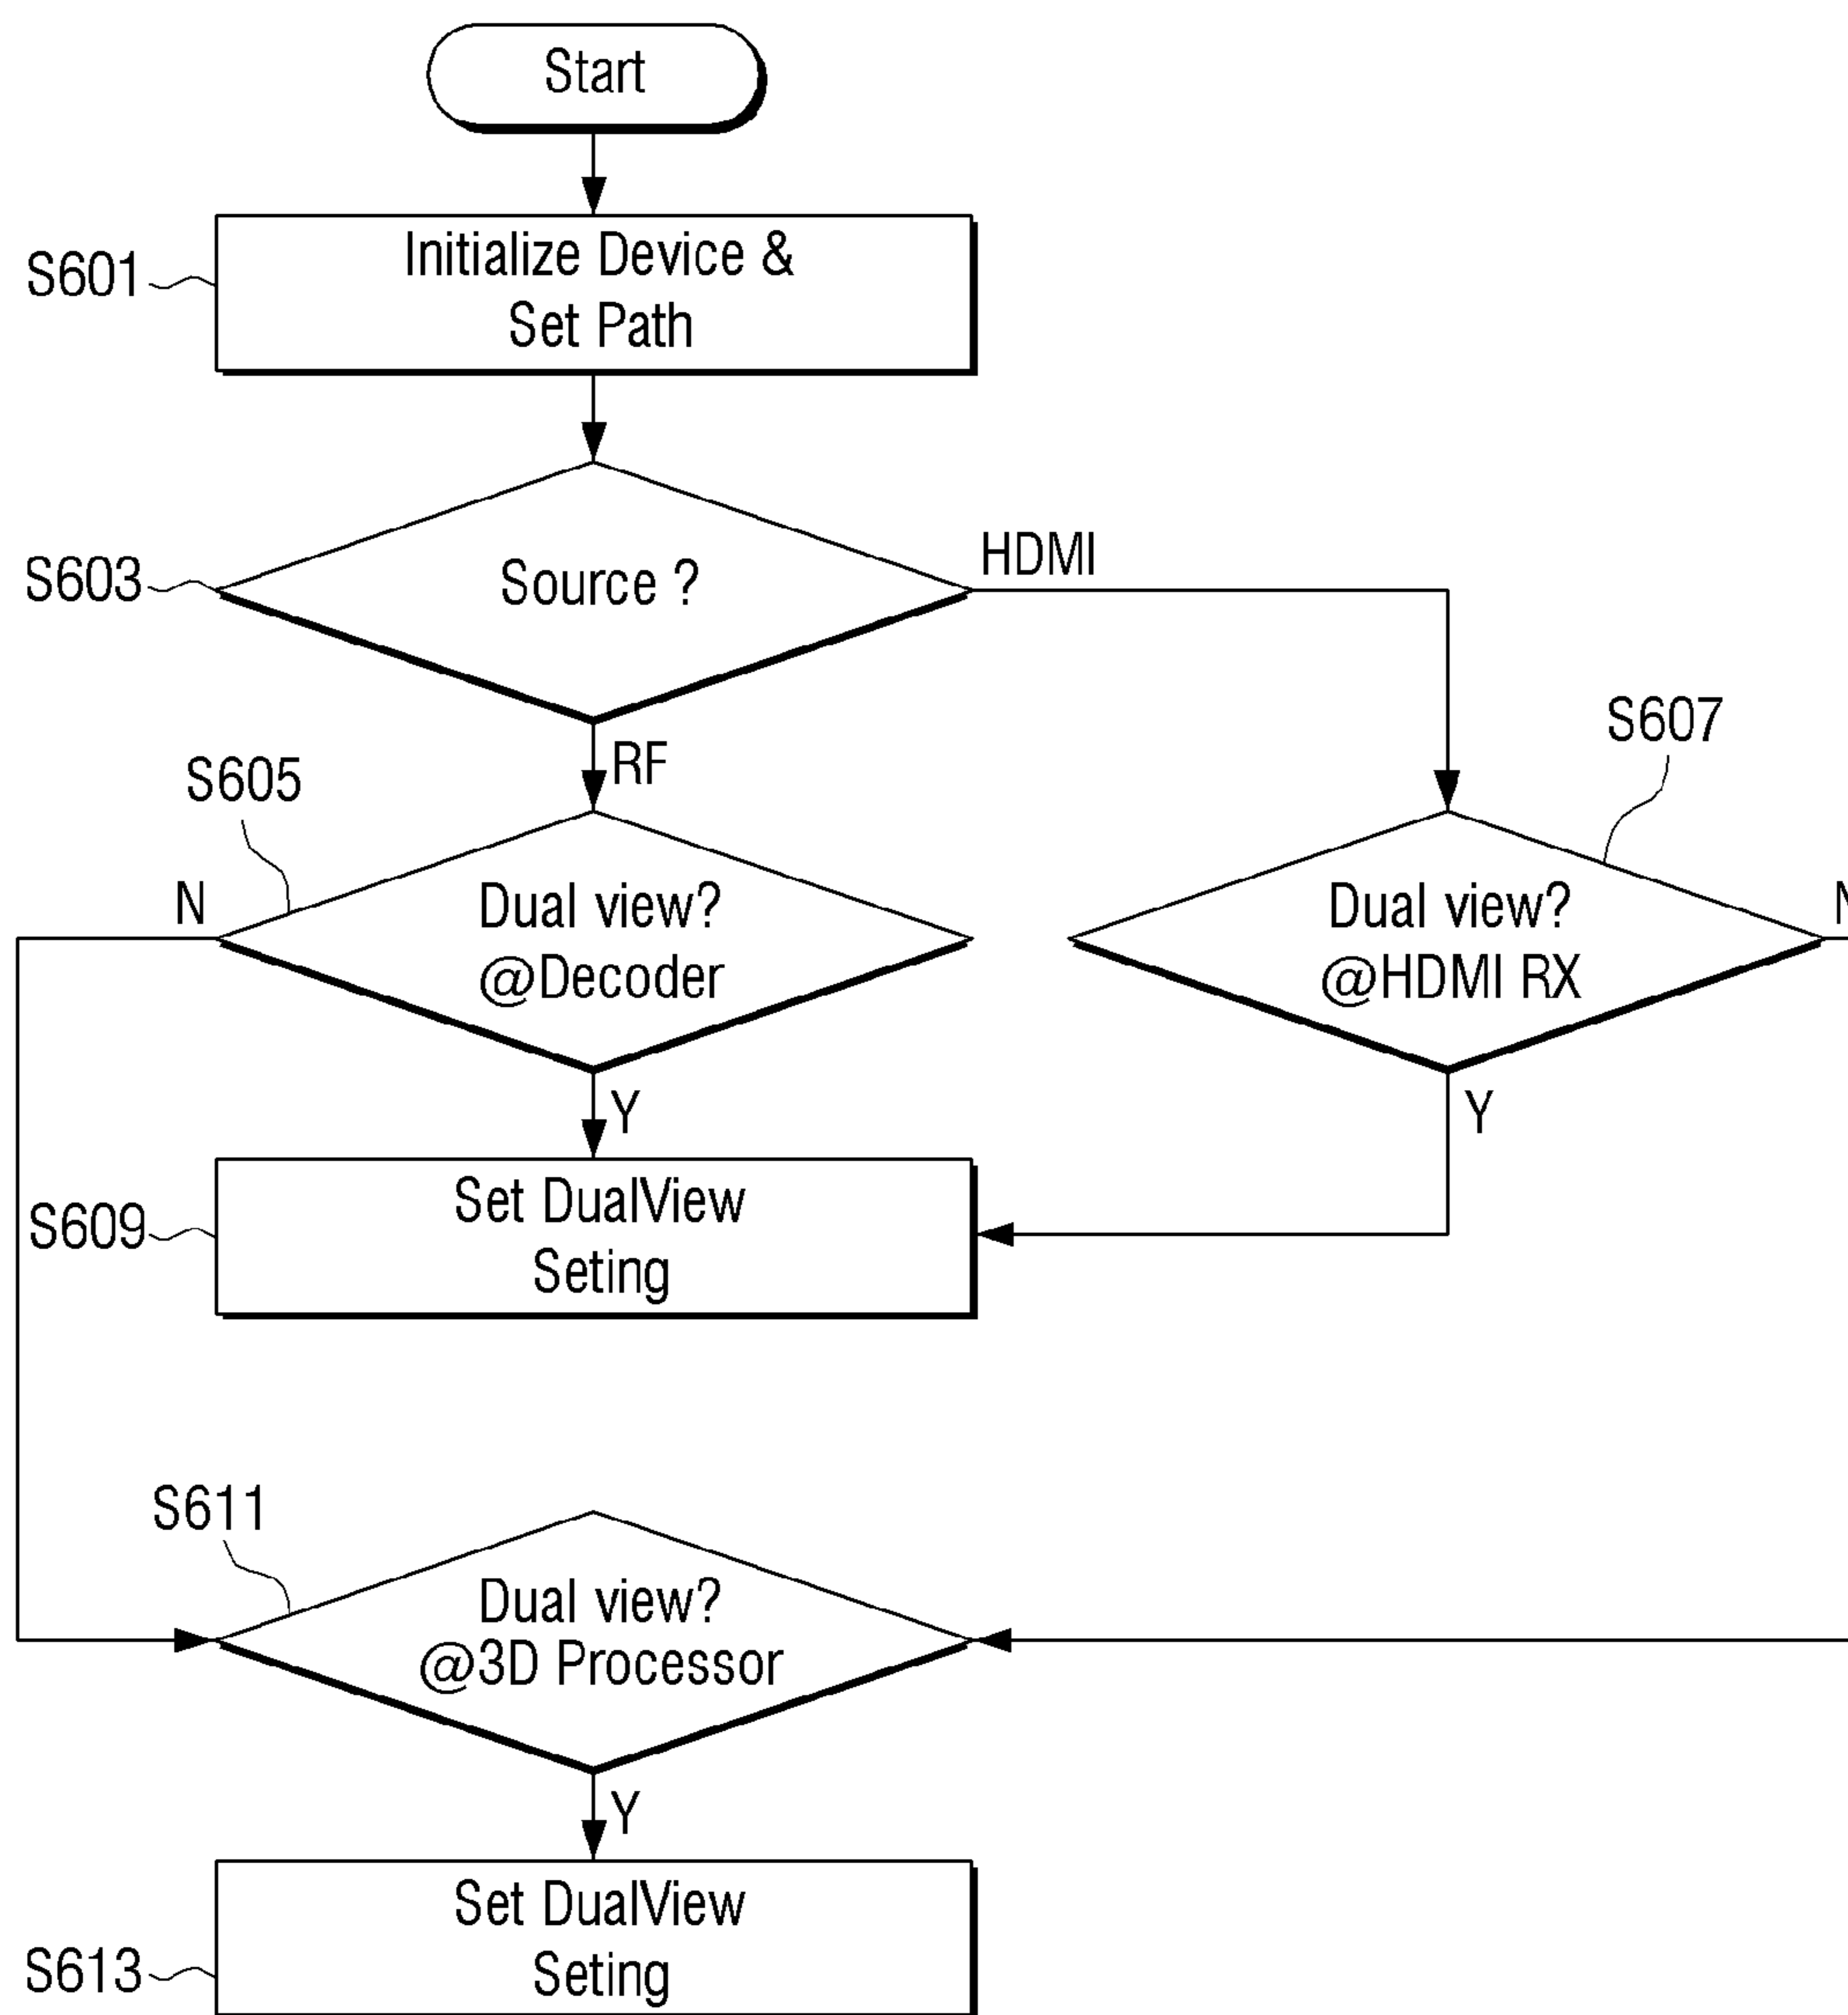 Start
S601
Initialize Device &
Set Path
S603
Source ?
HDMI
RF
S605
S607
N
Dual view?
@Decoder
Dual view?
@HDMI RX
N
Y
Y
S609
Set DualView
Seting
S611
Dual view?
@3D Processor
Y
S613
Set DualView
Seting